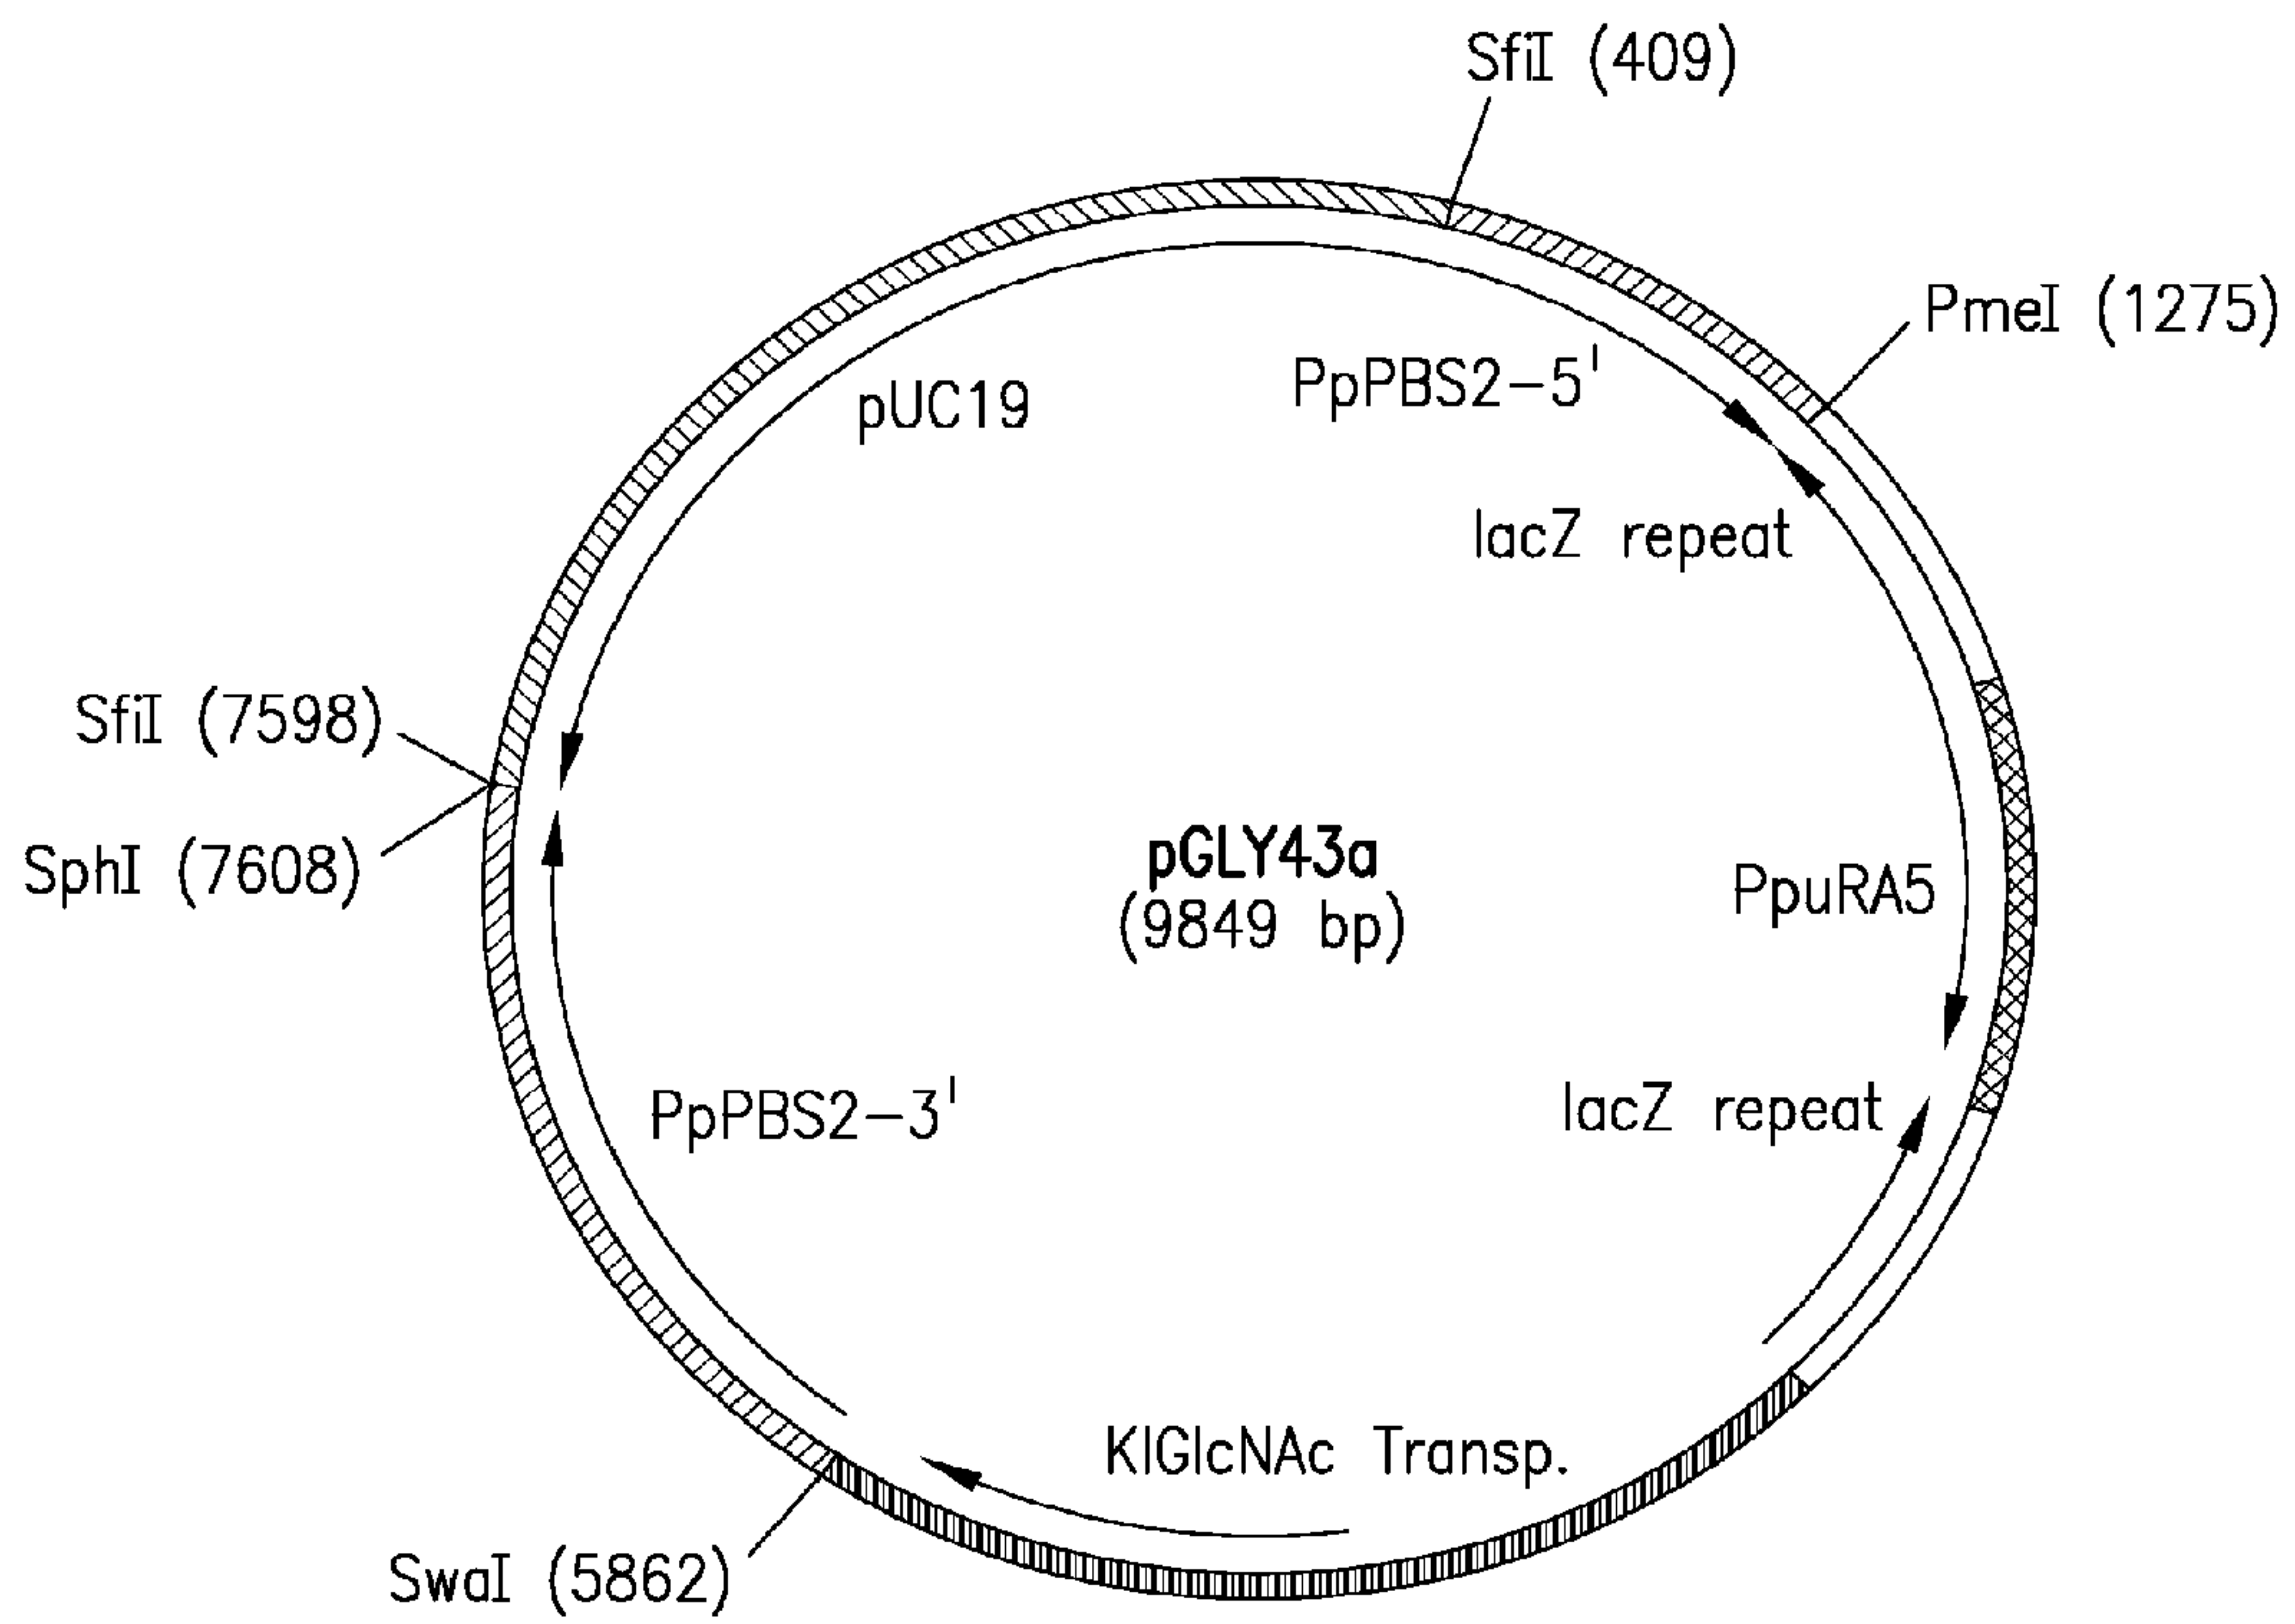 SfiI (409)
PmeI (1275)
PpPBS2-5'
pUC19
lacZ repeat
SfiI (7598)
SphI (7608)
pGLY43a
(9849 bp)
PpuRA5
PpPBS2-3'
lacZ repeat
KlGlcNAc Transp.
SwaI (5862)